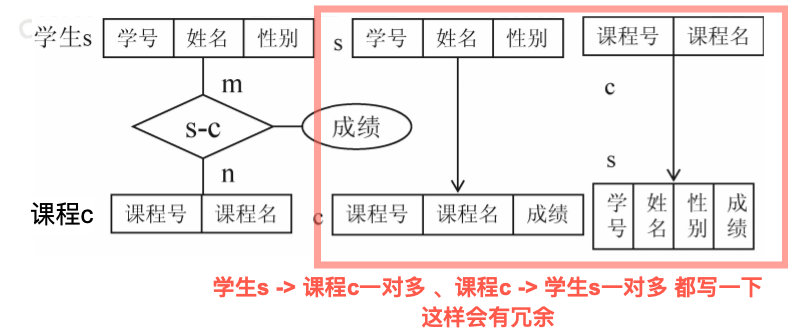 学生s 学号 姓名 性别
m
s-c 成绩
n
课程c 课程号 课程名
s 学号 姓名 性别
c 课程号 课程名 成绩
课程号 课程名
c
s
学号 姓名 性别 成绩
学生s -> 课程c一对多 、课程c -> 学生s一对多 都写一下
这样会有冗余